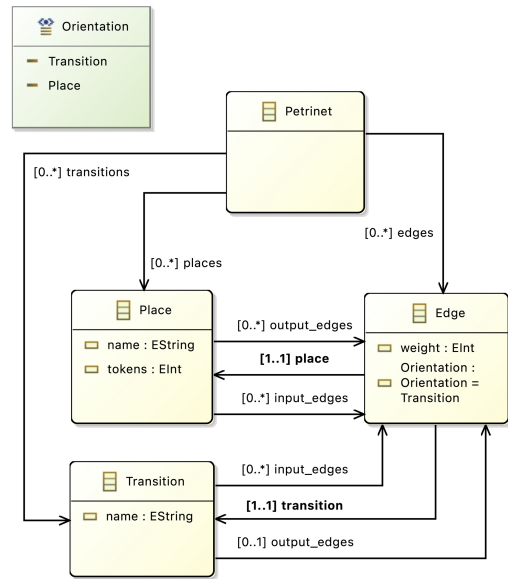 Orientation
Transition
Place
Petrinet
[0..*] transitions
[0..*] edges
[0..*] places
Place
name : EString
tokens : EInt
[0..*] output_edges
[1..1] place
[0..*] input_edges
Edge
weight : EInt
Orientation :
Orientation =
Transition
Transition
name : EString
[0..*] input_edges
[1..1] transition
[0..1] output_edges